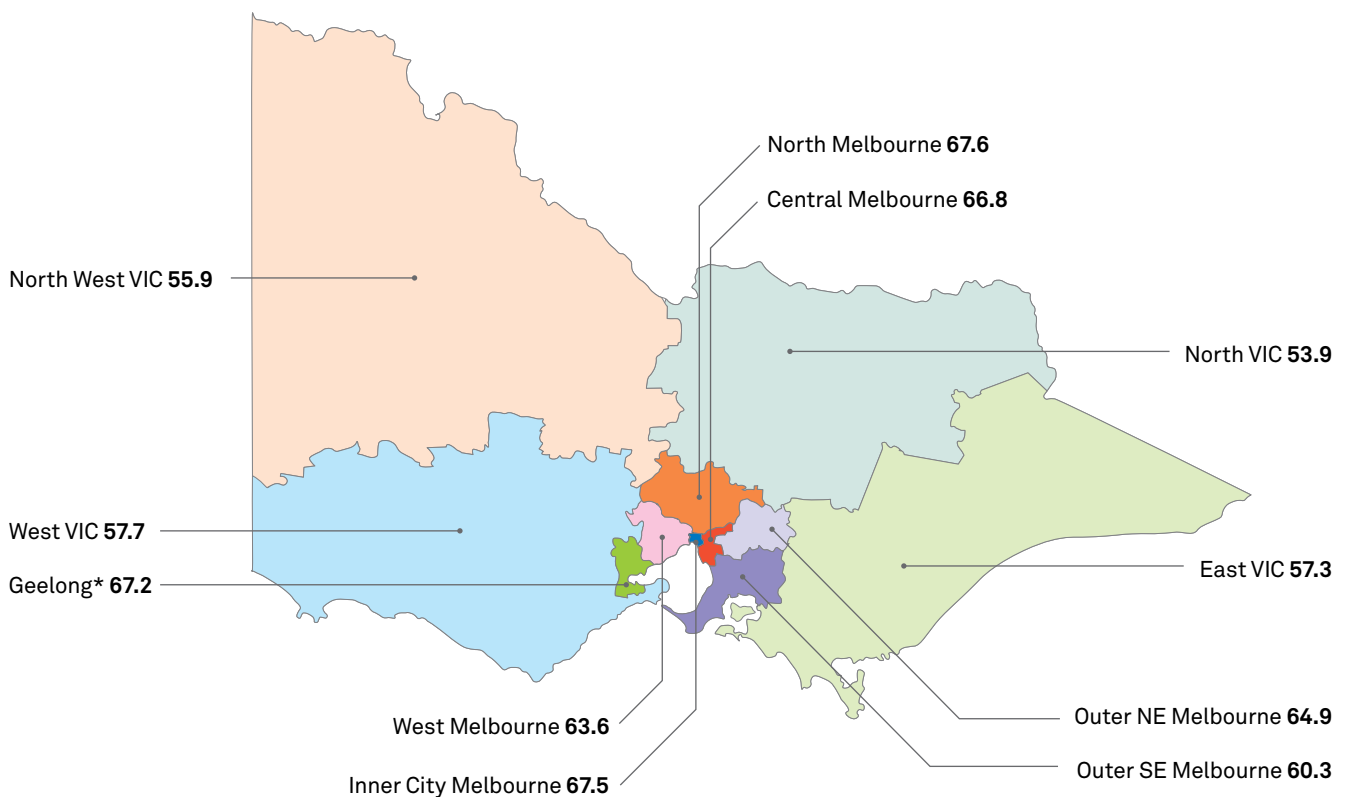 North Melbourne 67.6
Central Melbourne 66.8
North West VIC 55.9
North VIC 53.9
West VIC 57.7
East VIC 57.3
Geelong* 67.2
West Melbourne 63.6
Outer NE Melbourne 64.9
Outer SE Melbourne 60.3
Inner City Melbourne 67.5